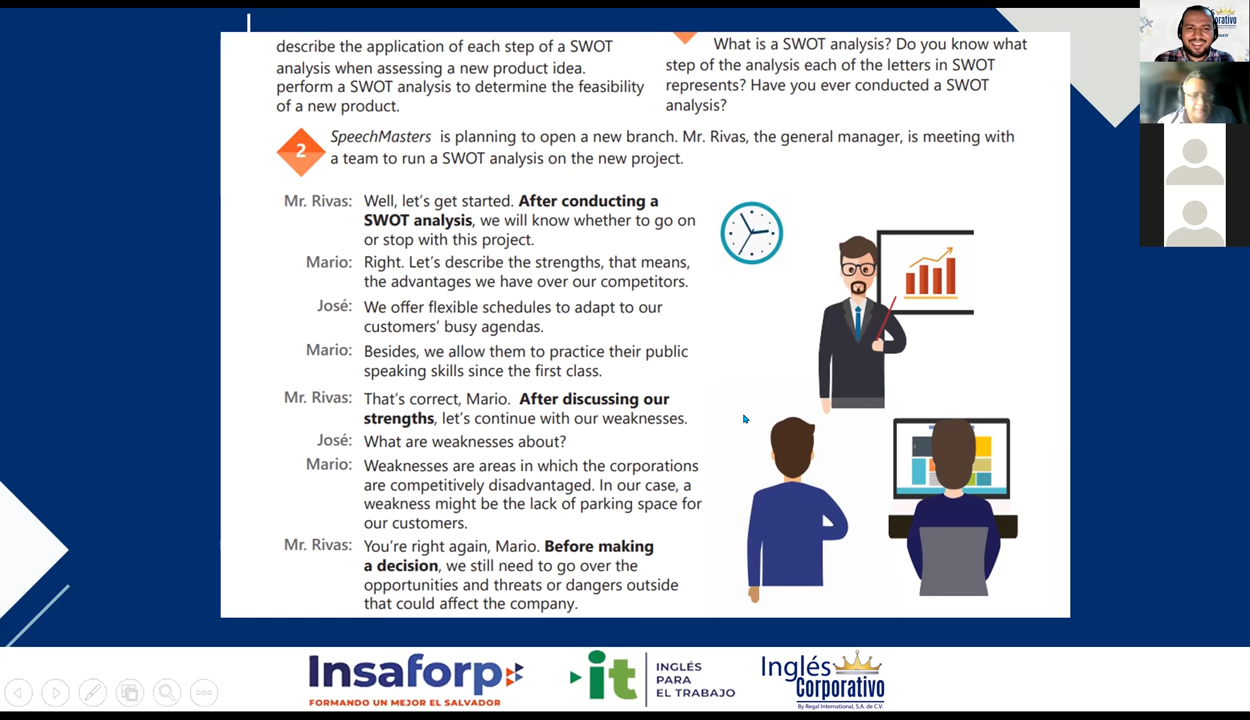 describe the application of each step of a SWOT
analysis when assessing a new product idea.
perform a SWOT analysis to determine the feasibility
of a new product.
What is a SWOT analysis? Do you know what
step of the analysis each of the letters in SWOT
represents? Have you ever conducted a SWOT
analysis?
2
SpeechMasters is planning to open a new branch. Mr. Rivas, the general manager, is meeting with
a team to run a SWOT analysis on the new project.
Mr. Rivas: Well, let's get started. After conducting a
SWOT analysis, we will know whether to go on
or stop with this project.
Mario: Right. Let's describe the strengths, that means,
the advantages we have over our competitors.
José: We offer flexible schedules to adapt to our
customers' busy agendas.
Mario: Besides, we allow them to practice their public
speaking skills since the first class.
Mr. Rivas: That's correct, Mario. After discussing our
strengths, let's continue with our weaknesses.
José: What are weaknesses about?
Mario: Weaknesses are areas in which the corporations
are competitively disadvantaged. In our case, a
weakness might be the lack of parking space for
our customers.
Mr. Rivas: You're right again, Mario. Before making
a decision, we still need to go over the
opportunities and threats or dangers outside
that could affect the company.
Insaforp
FORMANDO UN MEJOR EL SALVADOR
it
INGLÉS
PARA
EL TRABAJO
Inglés
Corporativo
By Regal International, S.A. de C.V.